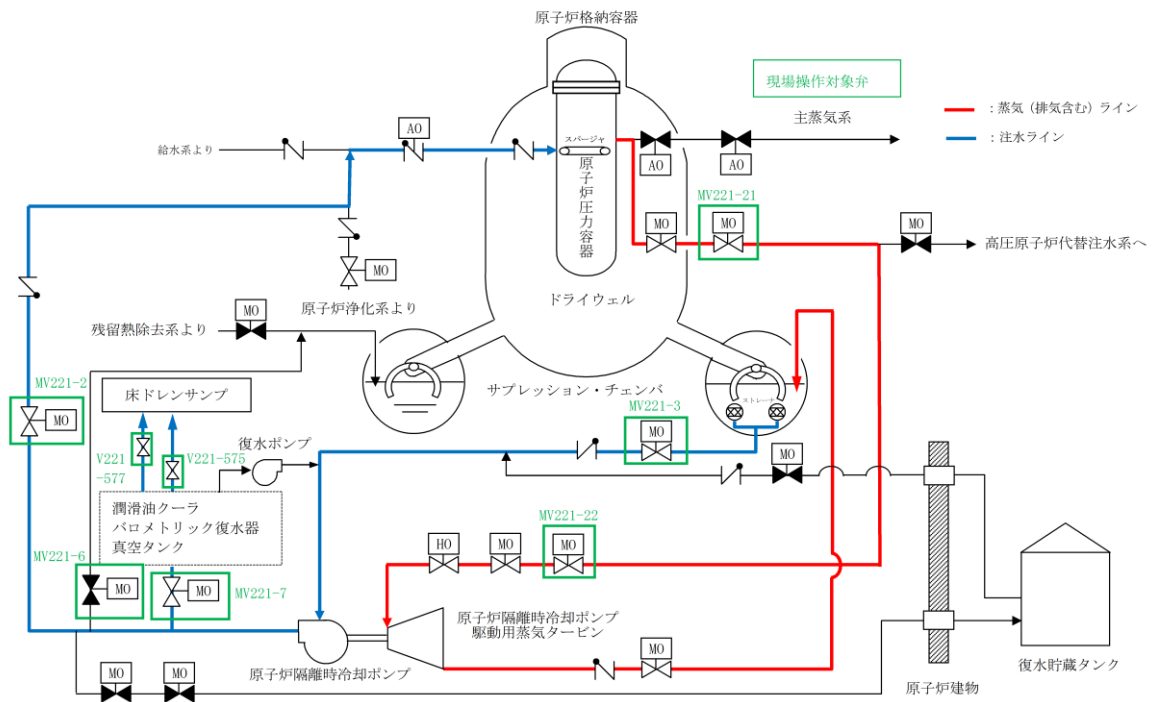 原子炉格納容器
現場操作対象弁
：蒸気（排気含む）ライン
：注水ライン
主蒸気系
AO
給水系より
スパージャ
原子炉圧力容器
AO
AO
MV221-21
MO
MO
MO
高圧原子炉代替注水系へ
MO
原子炉浄化系より
ドライウェル
MO
残留熱除去系より
MV221-2
MO
床ドレンサンプ
サプレッション・チェンバ
ストレーナ
MV221-3
MO
復水ポンプ
V221
-577
V221-575
MO
潤滑油クーラ
バロメトリック復水器
真空タンク
MV221-22
HO
MO
MO
MV221-6
MO
MO
MV221-7
原子炉隔離時冷却ポンプ
駆動用蒸気タービン
MO
原子炉隔離時冷却ポンプ
MO
MO
原子炉建物
復水貯蔵タンク